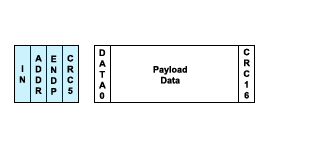 IN
ADDR
ENDP
CRC5
DATA0
Payload
Data
CRC16